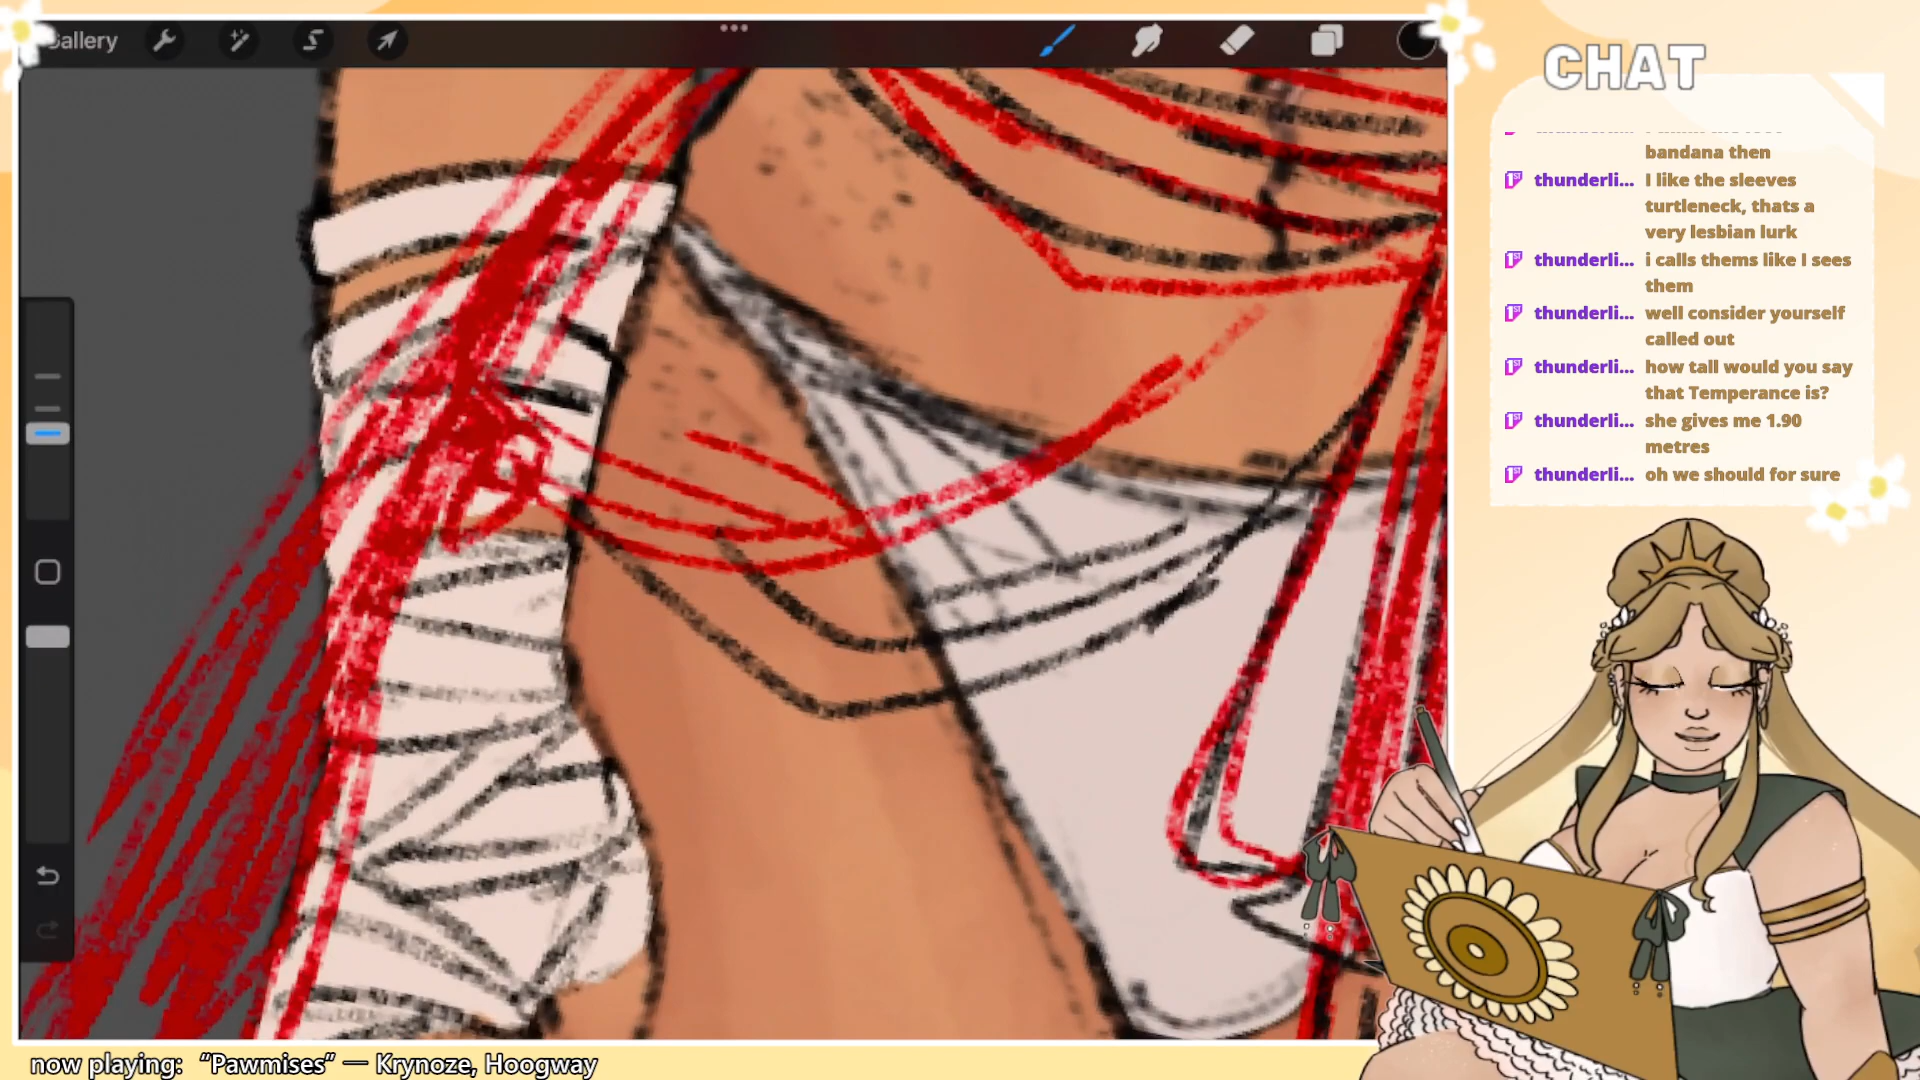 Gallery
CHAT
bandana then
thunderli... I like the sleeves
turtleneck, thats a
very lesbian lurk
thunderli... i calls thems like I sees
them
thunderli... well consider yourself
called out
thunderli... how tall would you say
that Temperance is?
thunderli... she gives me 1.90
metres
thunderli... oh we should for sure
now playing: “Pawmises“ — Krynoze, Hoogway